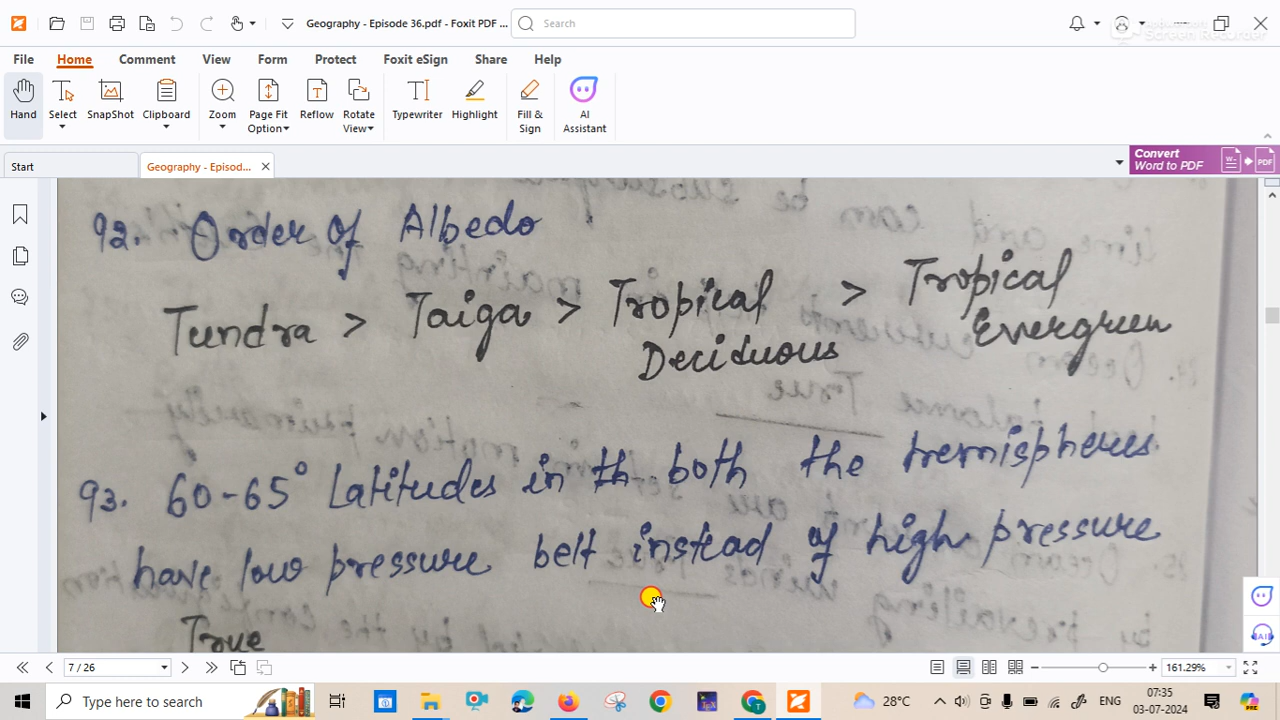 Geography - Episode 36.pdf - Foxit PDF ...
Search
Screen Recorder
File Home Comment View Form Protect Foxit eSign Share Help
Hand Select SnapShot Clipboard Zoom Page Fit Option Reflow Rotate View Typewriter Highlight Fill & Sign AI Assistant
Start
Geography - Episod...
Convert
Word to PDF
92. Order of Albedo
Tundra > Taiga > Tropical Deciduous > Tropical Evergreen
93. 60-65° Latitudes in both the hemispheres
have low pressure belt instead of high pressure
True
7 / 26
161.29%
Type here to search
28°C
ENG
07:35
03-07-2024